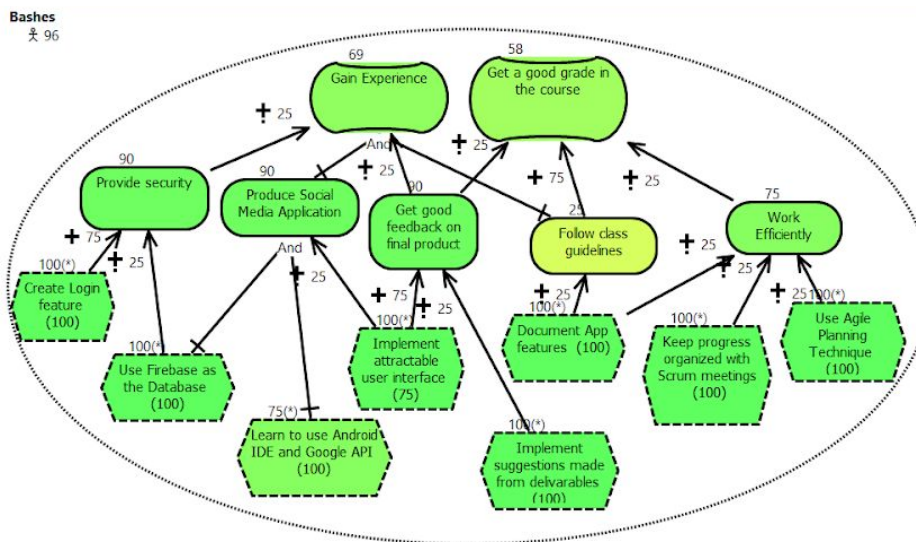 Bashes
96
69
Gain Experience
58
Get a good grade in
the course
25
And
25
25
75
25
90
Provide security
90
Produce Social
Media Application
And
90
Get good
feedback on
final product
25
Follow class
guidelines
75
Work
Efficiently
75
25
25
75
25
25
25
25
25
100(*)
Create Login
feature
(100)
100(*)
Use Firebase as
the Database
(100)
75(*)
Learn to use Android
IDE and Google API
(100)
100(*)
Implement
attractable
user interface
(75)
100(*)
Implement
suggestions made
from delivarables
(100)
100(*)
Document App
features (100)
100(*)
Keep progress
organized with
Scrum meetings
(100)
100(*)
Use Agile
Planning
Technique
(100)